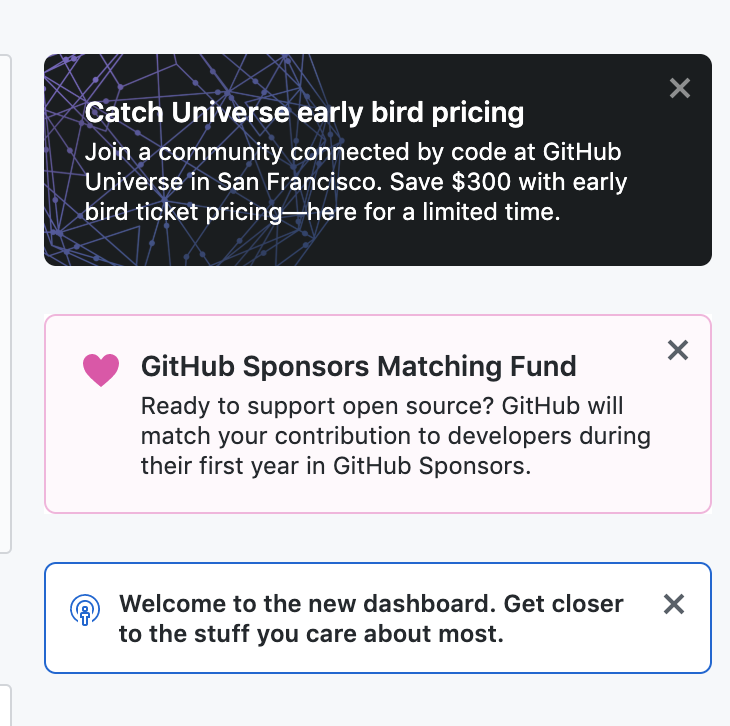 Catch Universe early bird pricing
Join a community connected by code at GitHub
Universe in San Francisco. Save $300 with early
bird ticket pricing—here for a limited time.
GitHub Sponsors Matching Fund
Ready to support open source? GitHub will
match your contribution to developers during
their first year in GitHub Sponsors.
Welcome to the new dashboard. Get closer
to the stuff you care about most.